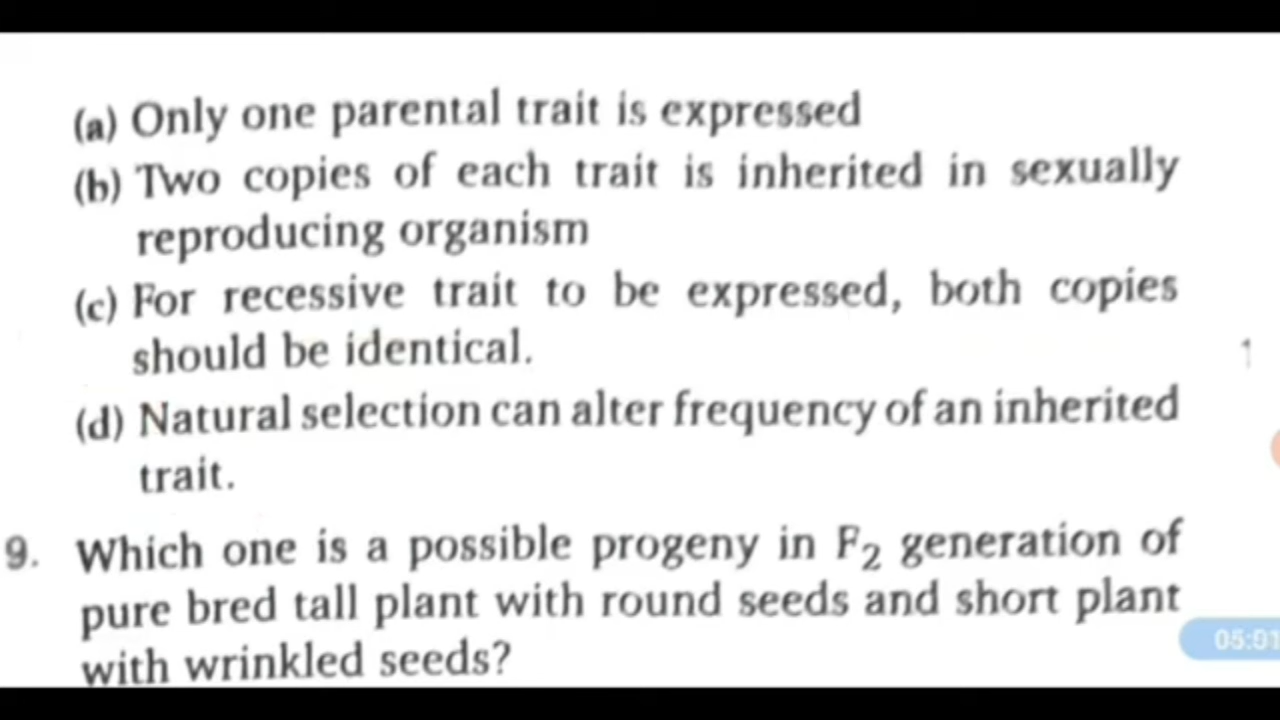 (a) Only one parental trait is expressed
(b) Two copies of each trait is inherited in sexually
reproducing organism
(c) For recessive trait to be expressed, both copies
should be identical.
(d) Natural selection can alter frequency of an inherited
trait.
9. Which one is a possible progeny in F₂ generation of
pure bred tall plant with round seeds and short plant
with wrinkled seeds?
05:01